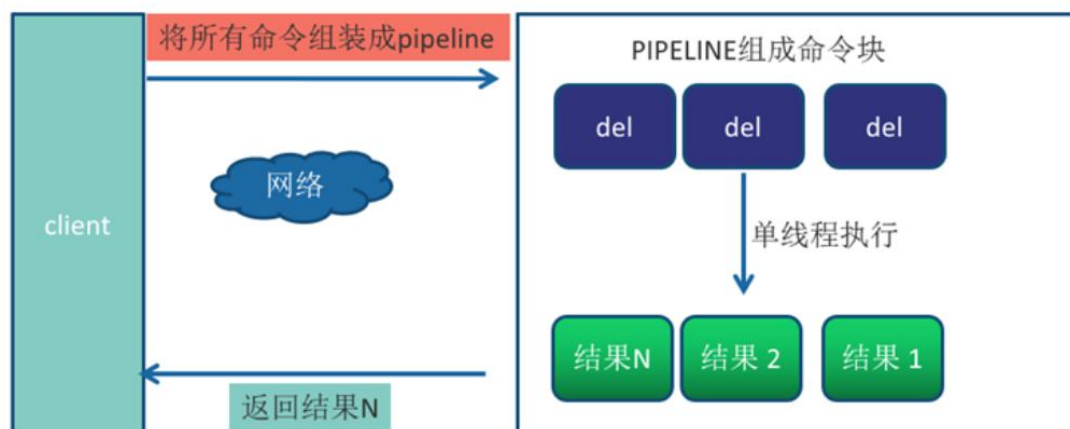 将所有命令组装成pipeline
PIPELINE组成命令块
del
del
del
网络
client
单线程执行
结果N
结果 2
结果 1
返回结果N